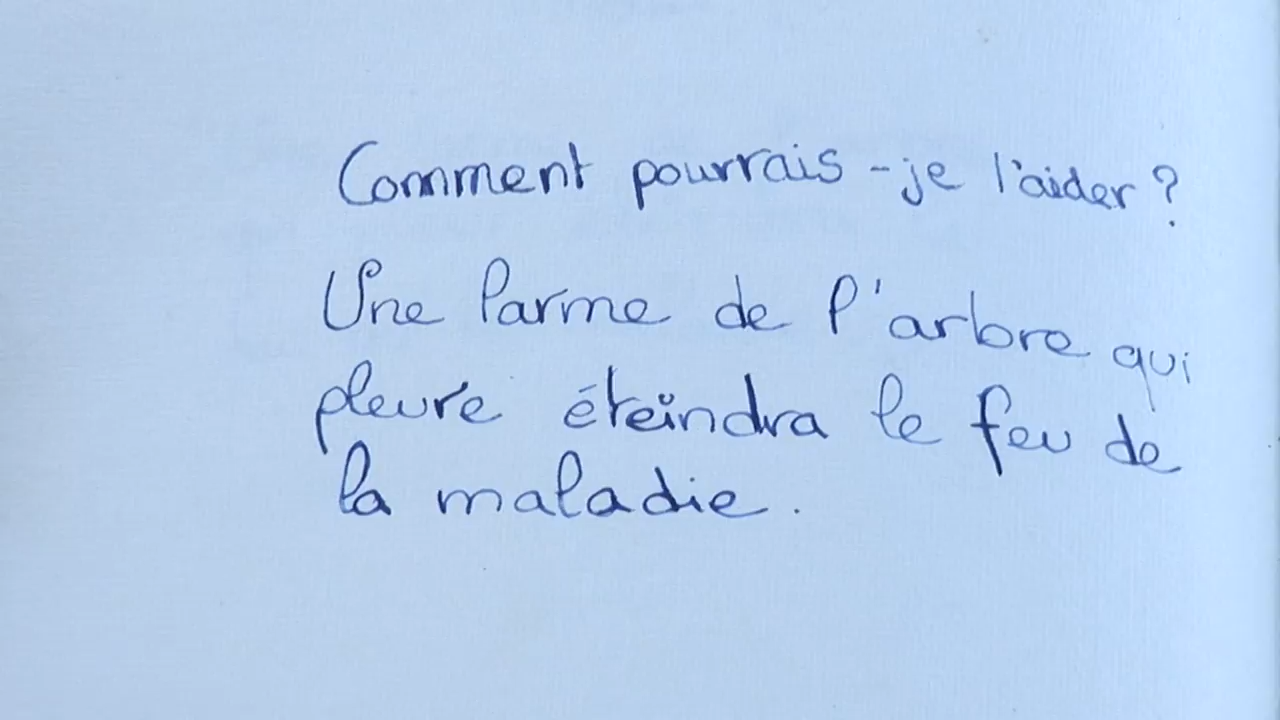 Comment pourrais-je l'aider ?
Une larme de l'arbre qui
pleure éteindra le feu de
la maladie.